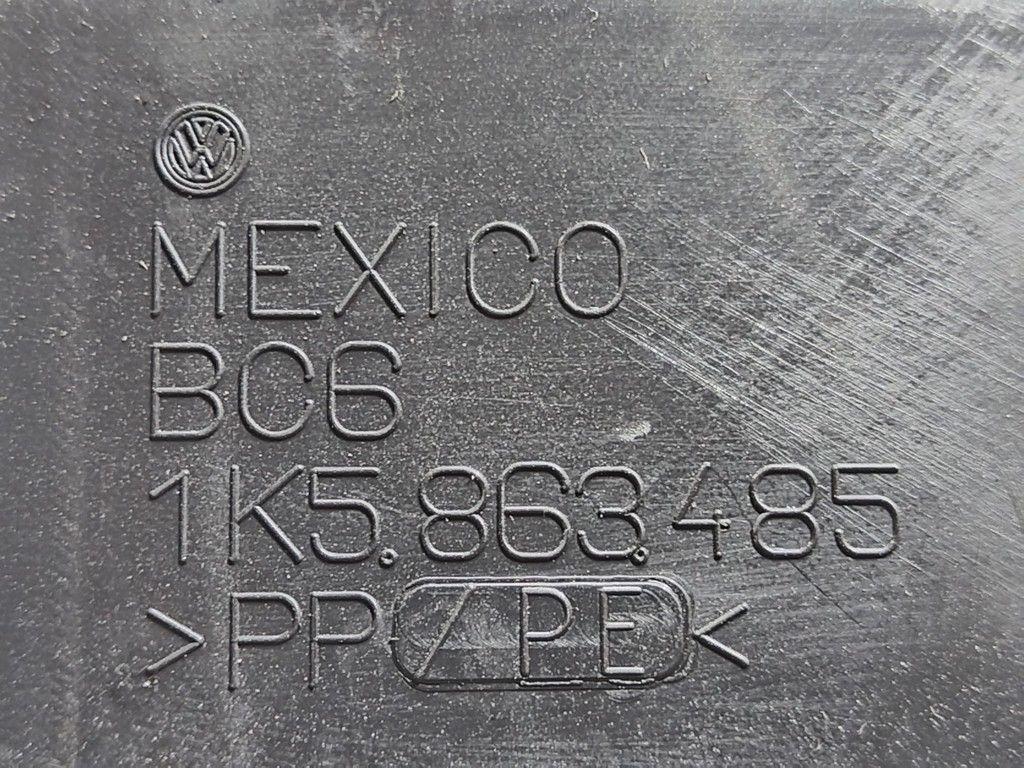 MEXICO
BC6
1K5.863.485
>PP/PE<